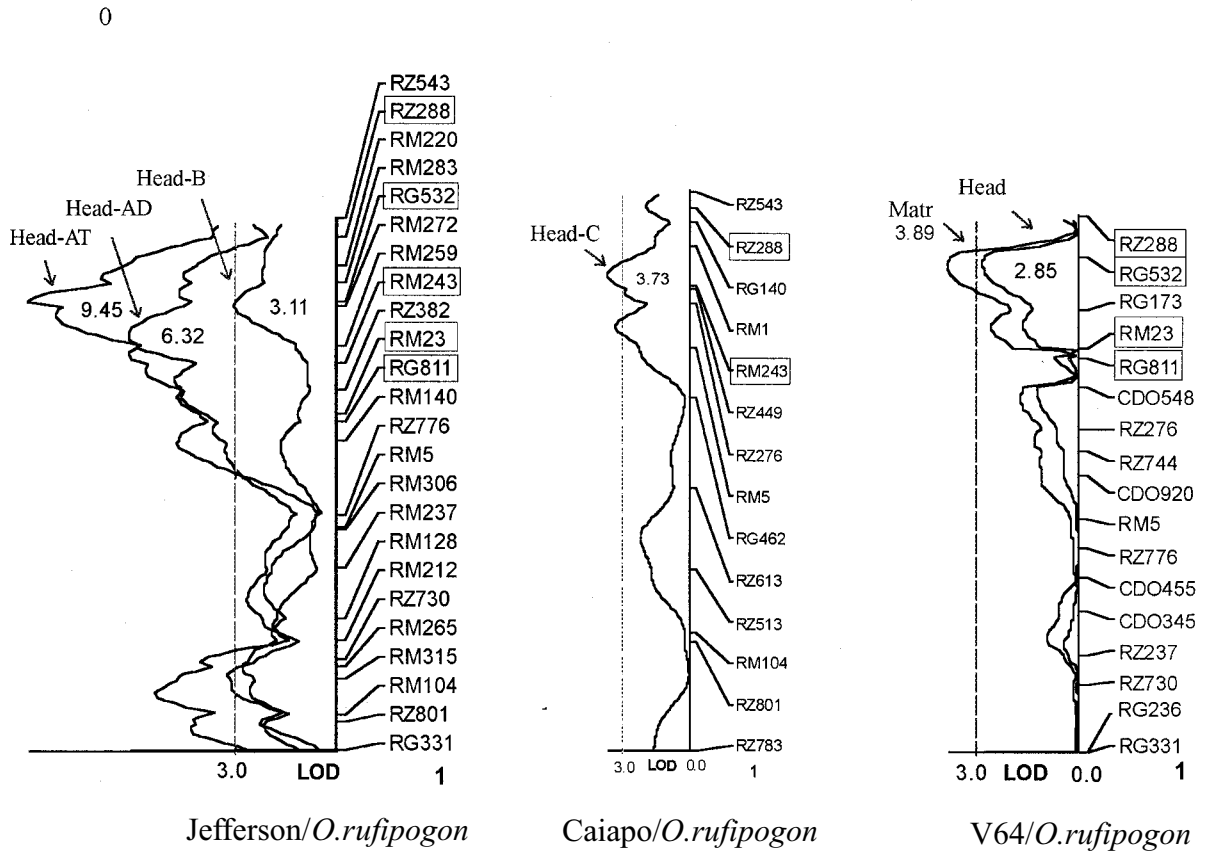 0
Head-AT
Head-AD
Head-B
9.45
6.32
3.11
RZ543
RZ288
RM220
RM283
RG532
RM272
RM259
RM243
RZ382
RM23
RG811
RM140
RZ776
RM5
RM306
RM237
RM128
RM212
RZ730
RM265
RM315
RM104
RZ801
RG331
3.0 LOD 1
Jefferson/O.rufipogon
Head-C
3.73
RZ543
RZ288
RG140
RM1
RM243
RZ449
RZ276
RM5
RG462
RZ613
RZ513
RM104
RZ801
RZ783
3.0 LOD 0.0 1
Caiapo/O.rufipogon
Head
Matr
3.89
2.85
RZ288
RG532
RG173
RM23
RG811
CDO548
RZ276
RZ744
CDO920
RM5
RZ776
CDO455
CDO345
RZ237
RZ730
RG236
RG331
3.0 LOD 0.0 1
V64/O.rufipogon